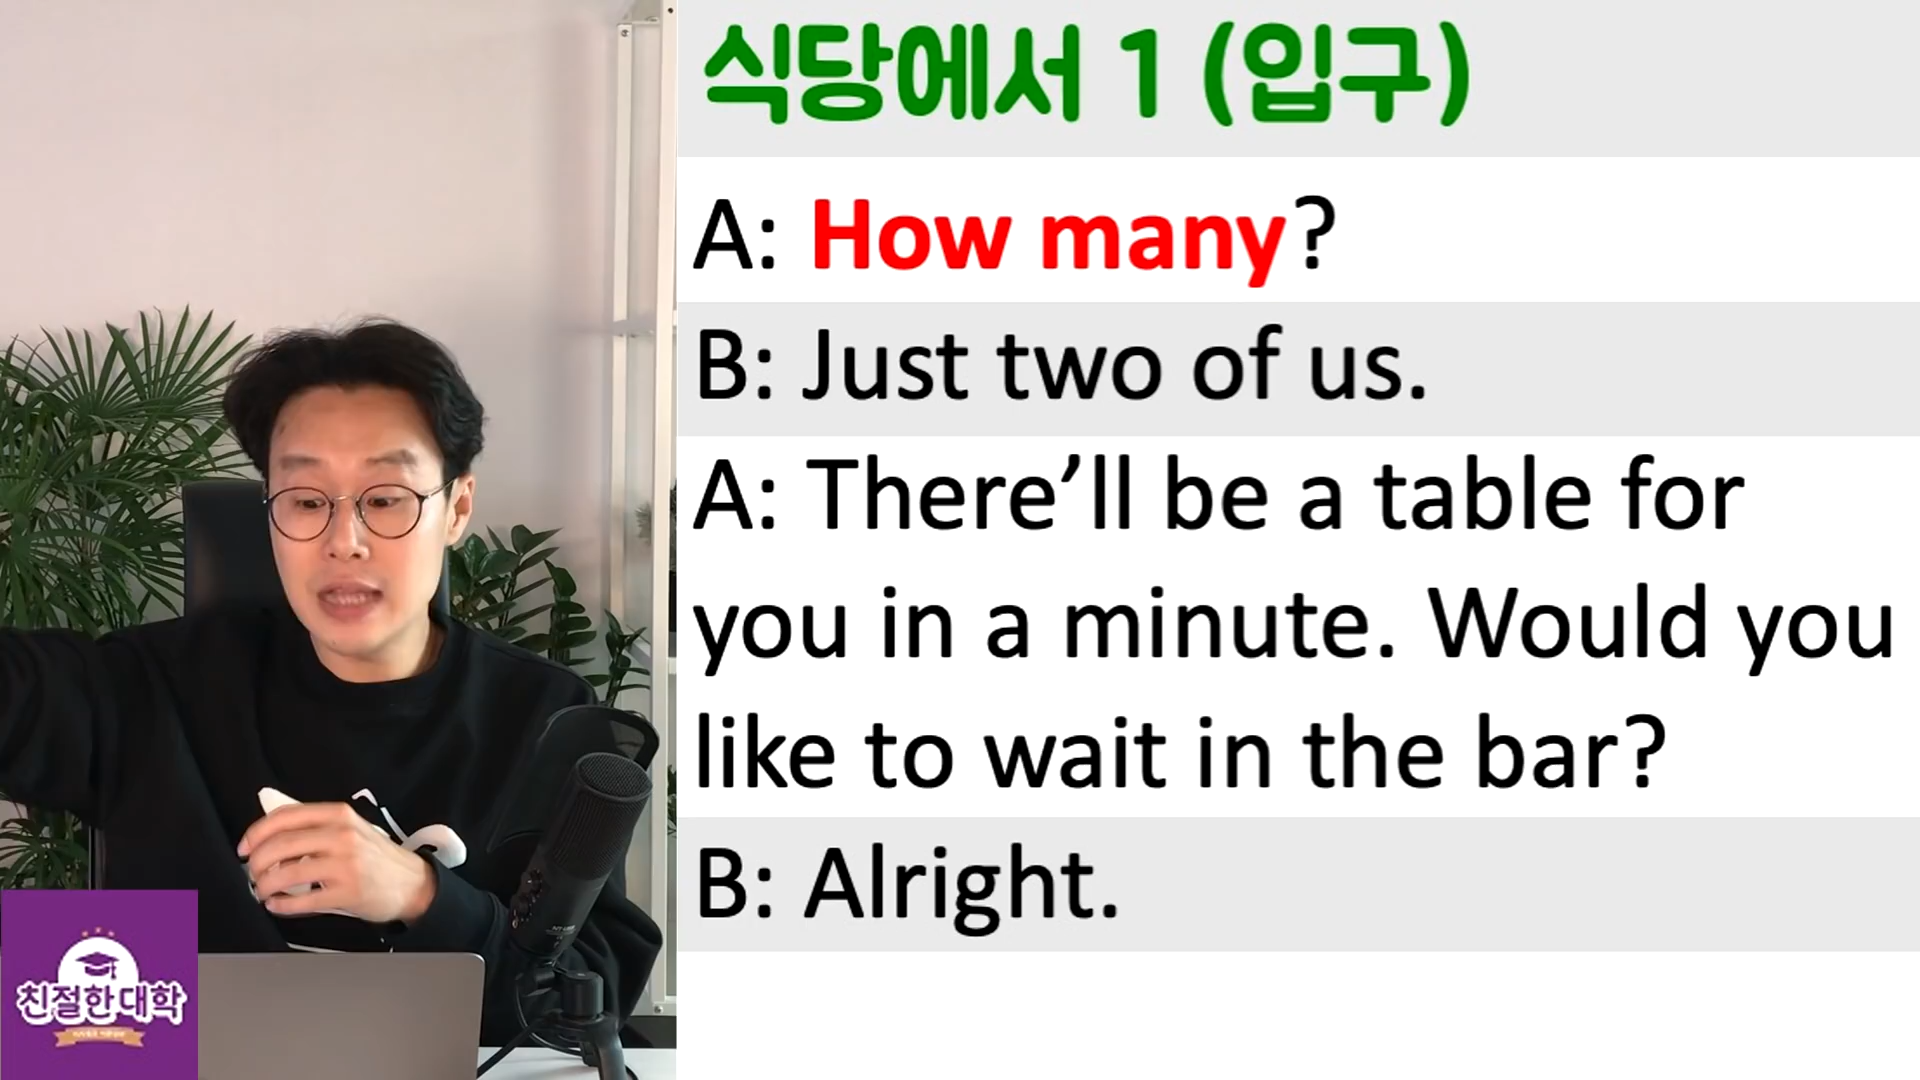 식당에서 1 (입구)
A: How many?
B: Just two of us.
A: There’ll be a table for
you in a minute. Would you
like to wait in the bar?
B: Alright.
친절한대학